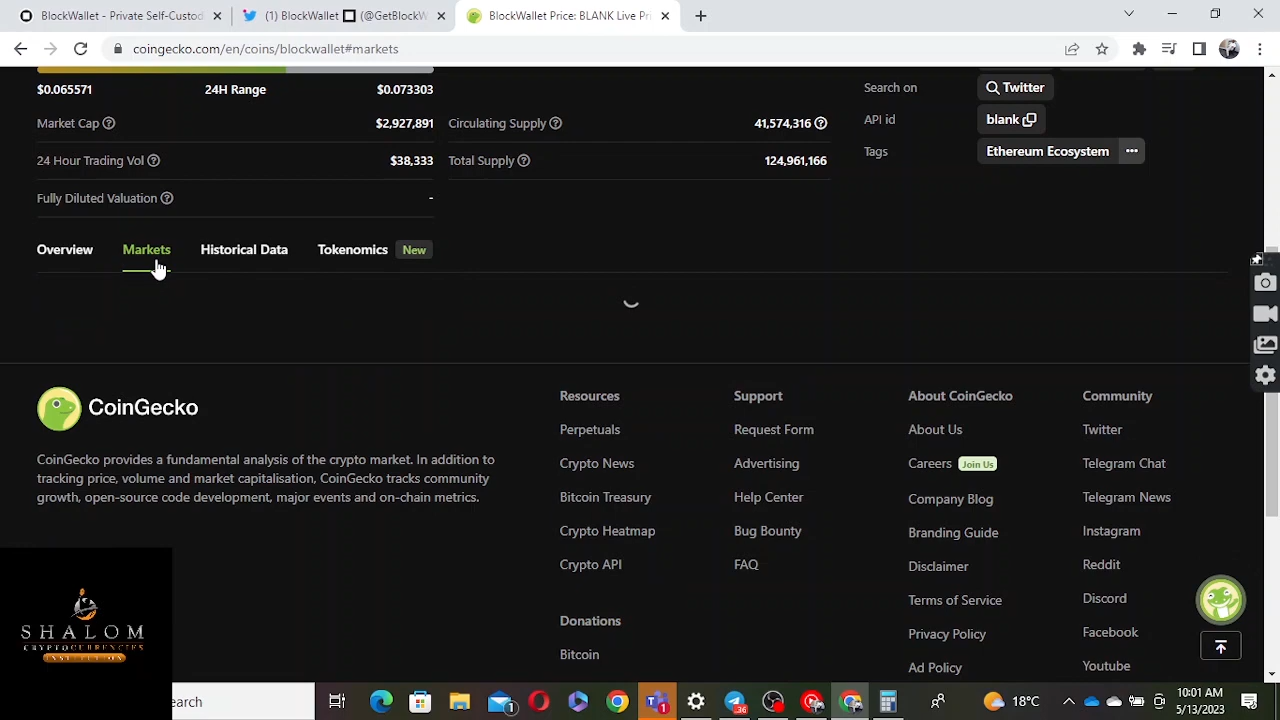 BlockWallet - Private Self-Custod
(1) BlockWallet 🔲 (@GetBlockW
BlockWallet Price: BLANK Live Pri
coingecko.com/en/coins/blockwallet#markets
$0.065571 24H Range $0.073303
Market Cap $2,927,891
24 Hour Trading Vol $38,333
Fully Diluted Valuation -
Circulating Supply 41,574,316
Total Supply 124,961,166
Search on Twitter
API id blank
Tags Ethereum Ecosystem ...
Overview Markets Historical Data Tokenomics New
CoinGecko
CoinGecko provides a fundamental analysis of the crypto market. In addition to
tracking price, volume and market capitalisation, CoinGecko tracks community
growth, open-source code development, major events and on-chain metrics.
Resources
Perpetuals
Crypto News
Bitcoin Treasury
Crypto Heatmap
Crypto API
Donations
Bitcoin
Support
Request Form
Advertising
Help Center
Bug Bounty
FAQ
About CoinGecko
About Us
Careers Join Us
Company Blog
Branding Guide
Disclaimer
Terms of Service
Privacy Policy
Ad Policy
Community
Twitter
Telegram Chat
Telegram News
Instagram
Reddit
Discord
Facebook
Youtube
SHALOM
CRYPTOCURRENCIES
INSTITUTION
earch
1
1
36
18°C
10:01 AM
5/13/2023